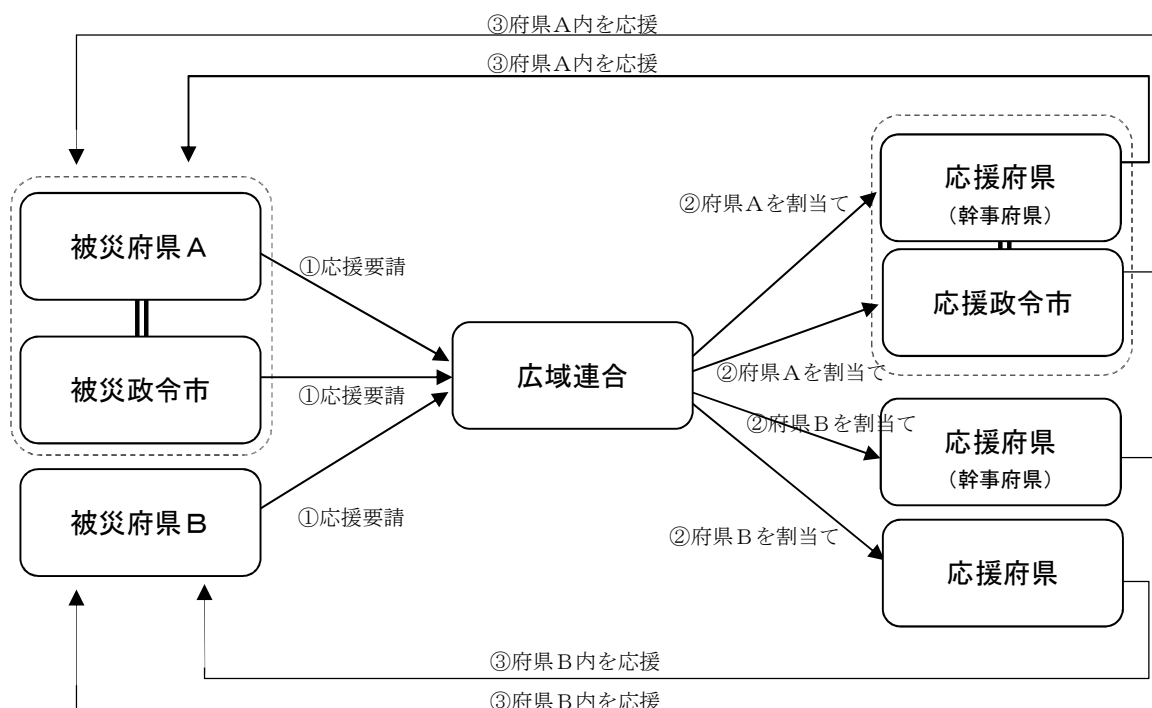 ③府県A内を応援
③府県A内を応援
被災府県A
①応援要請
被災政令市
①応援要請
被災府県B
①応援要請
広域連合
②府県Aを割当て
②府県Aを割当て
②府県Bを割当て
②府県Bを割当て
応援府県
(幹事府県)
応援政令市
応援府県
(幹事府県)
応援府県
③府県B内を応援
③府県B内を応援